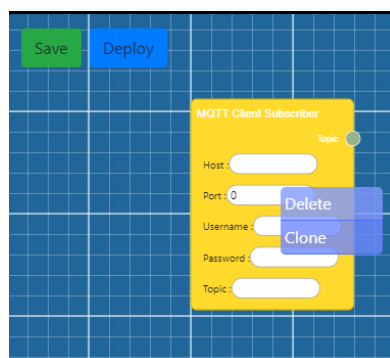 Save Deploy
MQTT Client Subscriber
Topic
Host :
Port : 0
Delete
Username :
Clone
Password :
Topic :